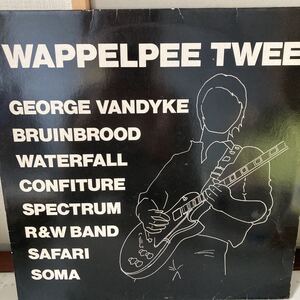 WAPPELPEE TWEE
GEORGE VANDYKE
BRUINBROOD
WATERFALL
CONFITURE
SPECTRUM
R&W BAND
SAFARI
SOMA